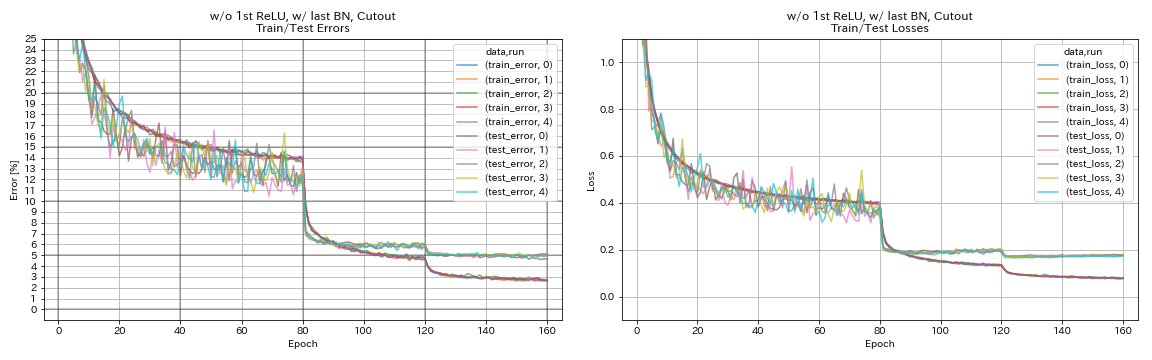 w/o 1st ReLU, w/ last BN, Cutout
Train/Test Errors
25
24
23
22
21
20
19
18
17
16
15
14
13
12
11
10
9
8
7
6
5
4
3
2
1
0
Error [%]
data,run
(train_error, 0)
(train_error, 1)
(train_error, 2)
(train_error, 3)
(train_error, 4)
(test_error, 0)
(test_error, 1)
(test_error, 2)
(test_error, 3)
(test_error, 4)
0 20 40 60 80 100 120 140 160
Epoch
w/o 1st ReLU, w/ last BN, Cutout
Train/Test Losses
1.0
0.8
0.6
0.4
0.2
0.0
Loss
data,run
(train_loss, 0)
(train_loss, 1)
(train_loss, 2)
(train_loss, 3)
(train_loss, 4)
(test_loss, 0)
(test_loss, 1)
(test_loss, 2)
(test_loss, 3)
(test_loss, 4)
0 20 40 60 80 100 120 140 160
Epoch